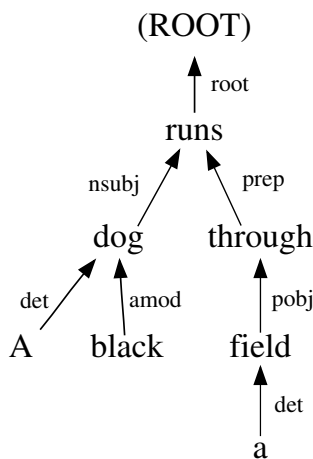 (ROOT)
root
runs
nsubj prep
dog through
det amod pobj
A black field
det
a